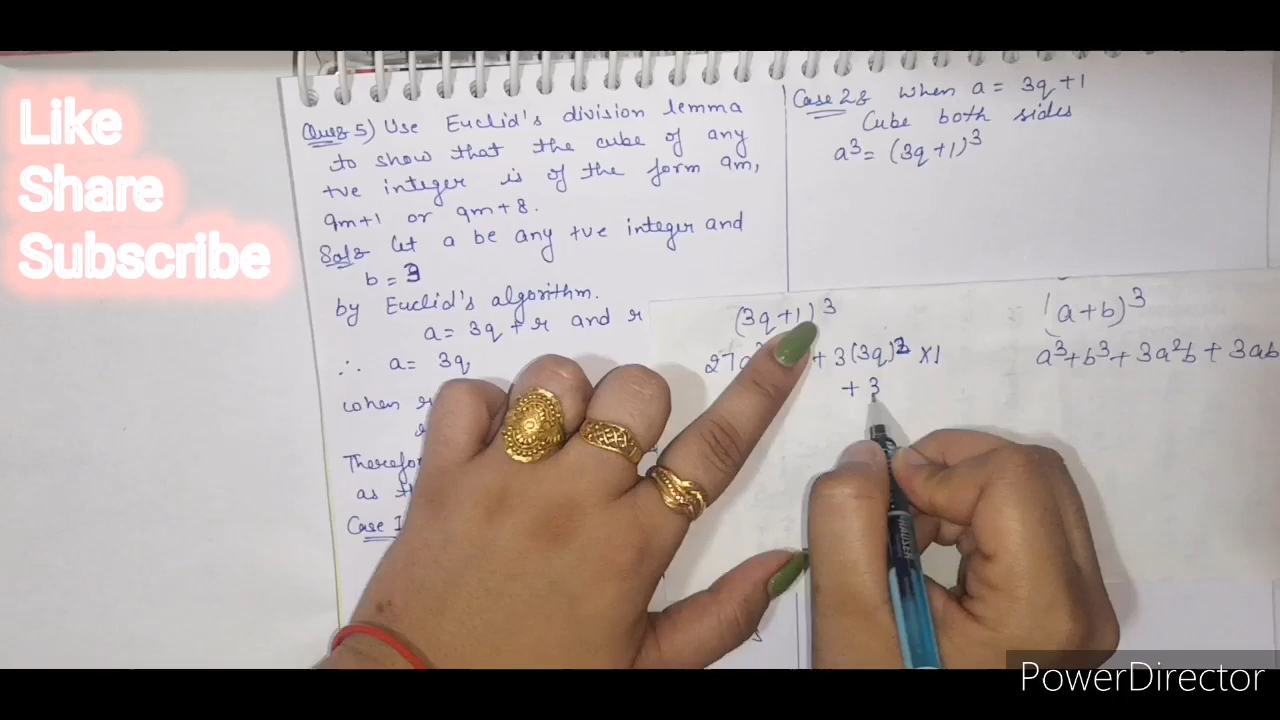 Like
Share
Subscribe
Ques 5) Use Euclid's division lemma
to show that the cube of any
+ve integer is of the form 9m,
9m+1 or 9m+8.
Sol: let a be any +ve integer and
b = 3
by Euclid's algorithm.
a = 3q + r and r
∴ a = 3q
when r
Therefor
as th
Case I
Case 2: when a = 3q +1
Cube both sides
a³ = (3q +1)³
(3q +1)³
27q + 3(3q)² ×1
+ 3
(a+b)³
a³+b³+ 3a²b + 3ab
PowerDirector